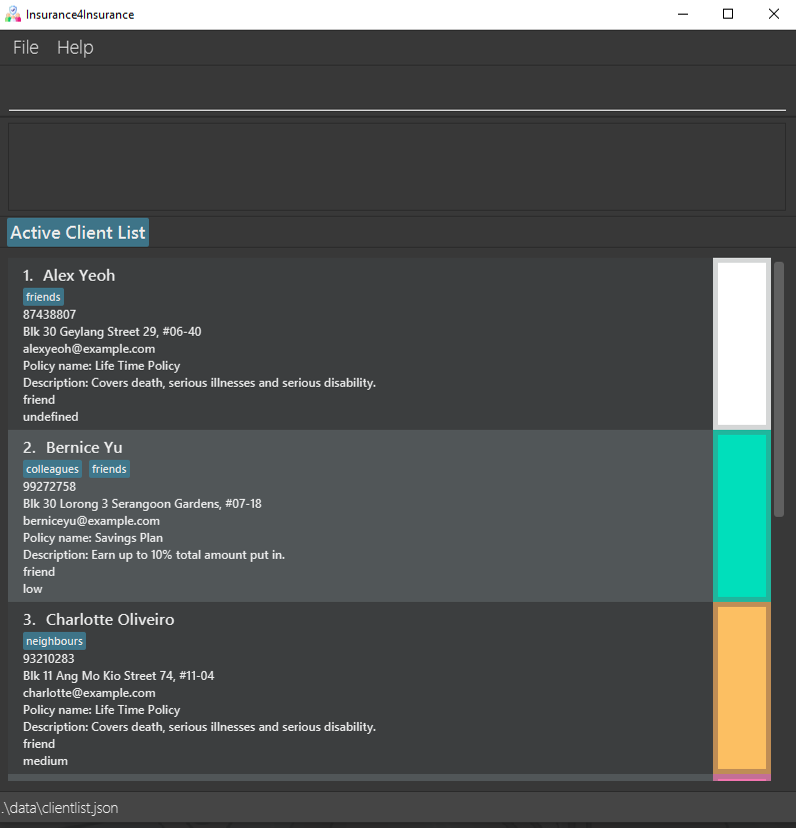 Insurance4Insurance
File Help
Active Client List
1. Alex Yeoh
friends
87438807
Blk 30 Geylang Street 29, #06-40
alexyeoh@example.com
Policy name: Life Time Policy
Description: Covers death, serious illnesses and serious disability.
friend
undefined
2. Bernice Yu
colleagues friends
99272758
Blk 30 Lorong 3 Serangoon Gardens, #07-18
berniceyu@example.com
Policy name: Savings Plan
Description: Earn up to 10% total amount put in.
friend
low
3. Charlotte Oliveiro
neighbours
93210283
Blk 11 Ang Mo Kio Street 74, #11-04
charlotte@example.com
Policy name: Life Time Policy
Description: Covers death, serious illnesses and serious disability.
friend
medium
.\data\clientlist.json